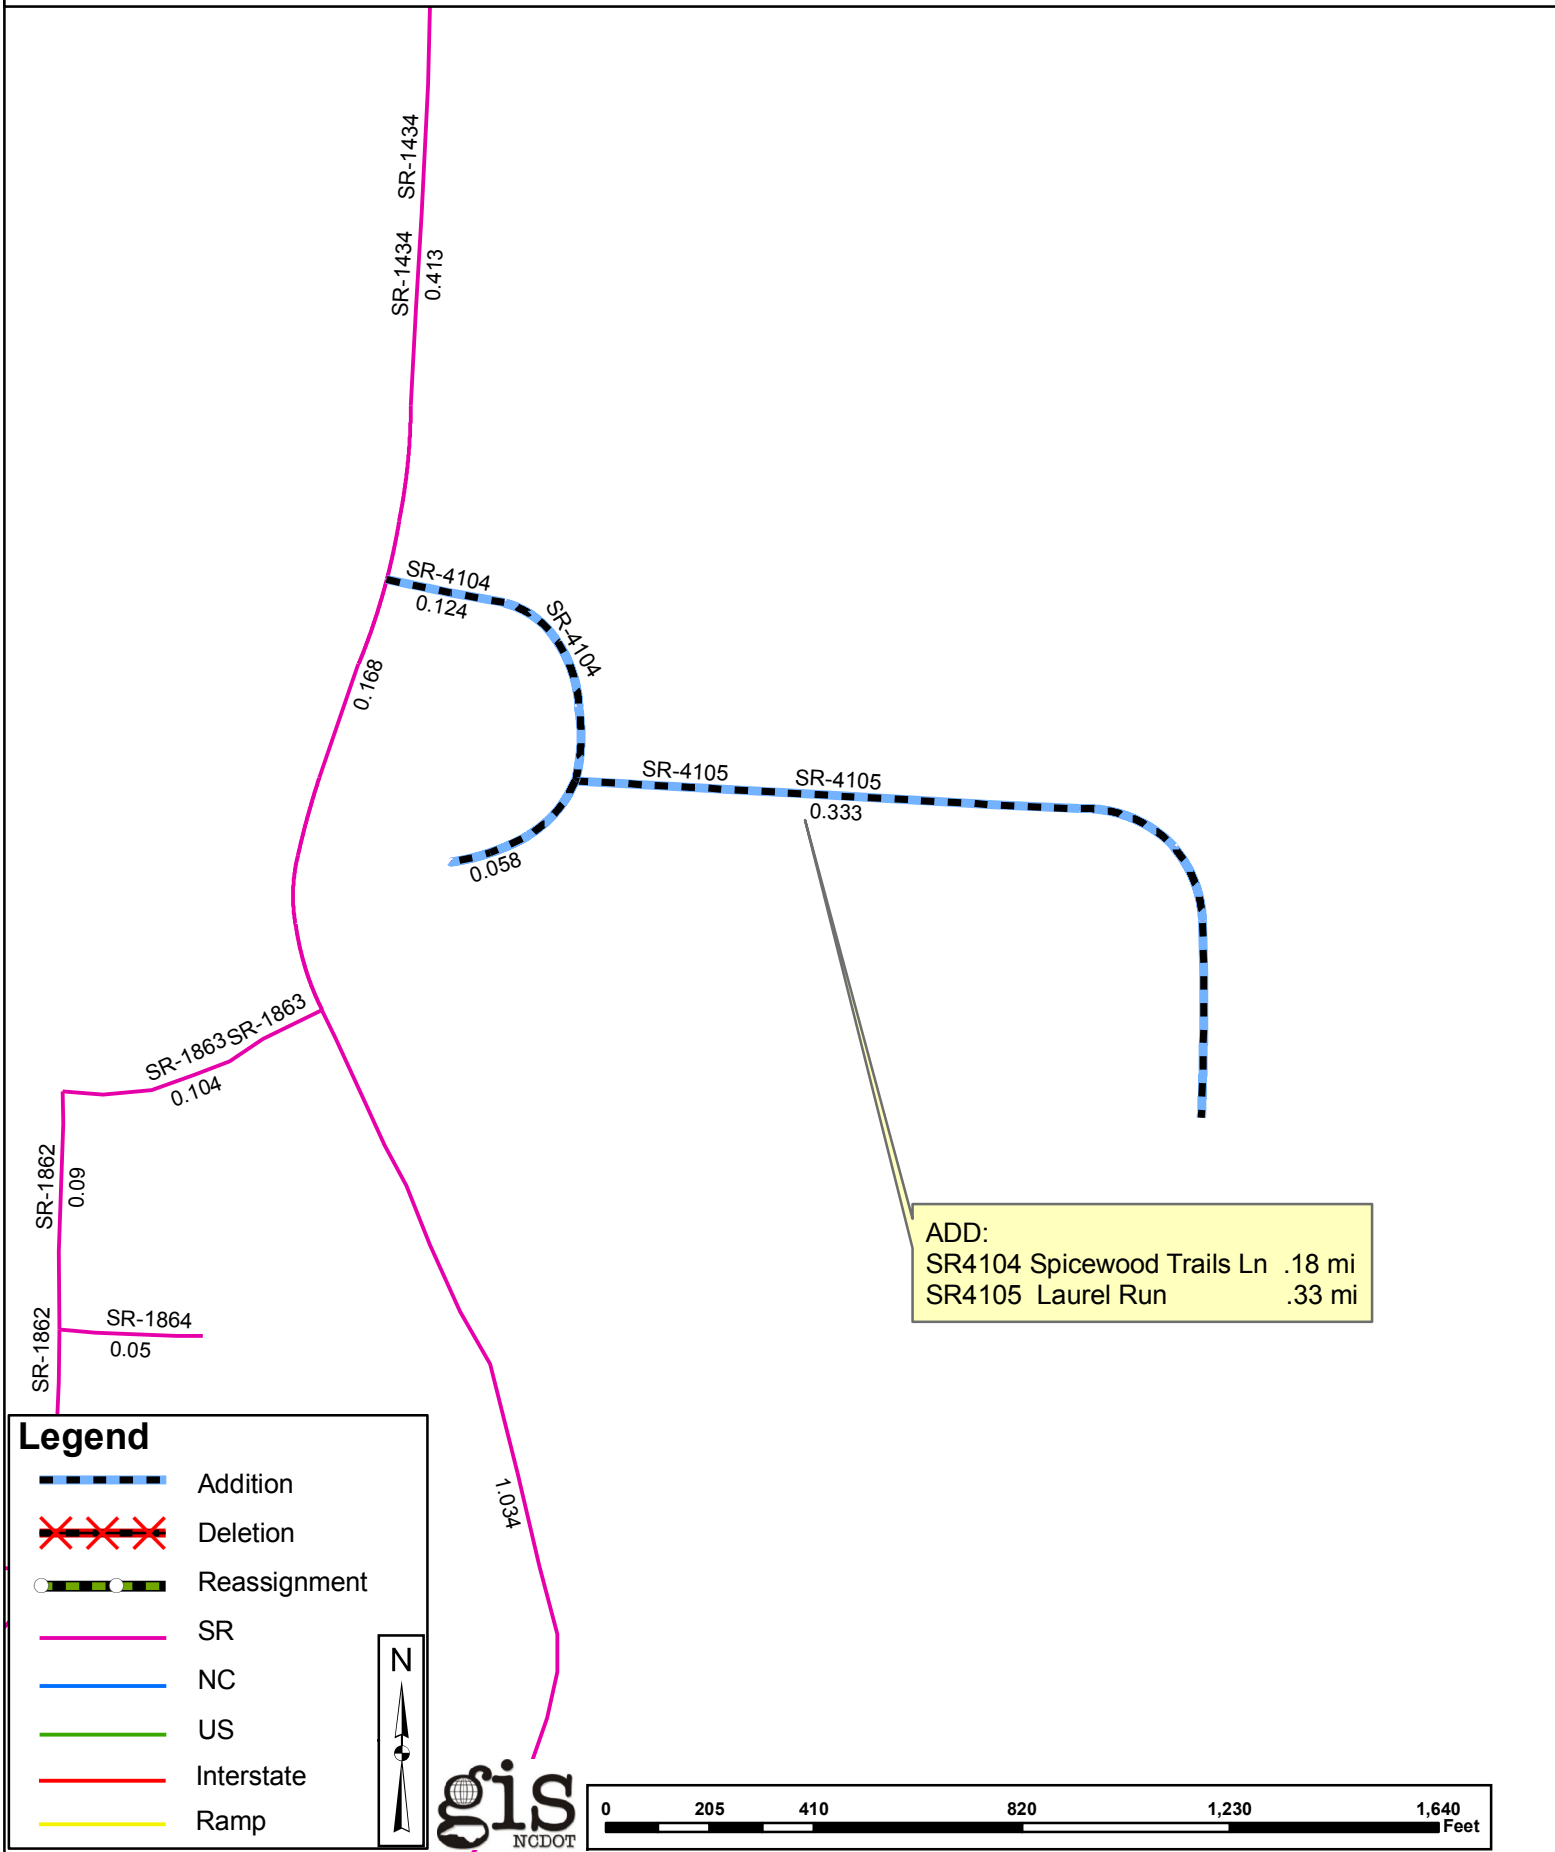 SR-1434
SR-1434
0.413
SR-4104
0.124
SR-4104
0.168
SR-4105
SR-4105
0.333
0.058
SR-1863
SR-1863
0.104
SR-1862
0.09
SR-1862
SR-1864
0.05
ADD:
SR4104 Spicewood Trails Ln .18 mi
SR4105 Laurel Run .33 mi
1.034
Legend
Addition
Deletion
Reassignment
SR
NC
US
Interstate
Ramp
N
gis
NCDOT
0 205 410 820 1,230 1,640
Feet